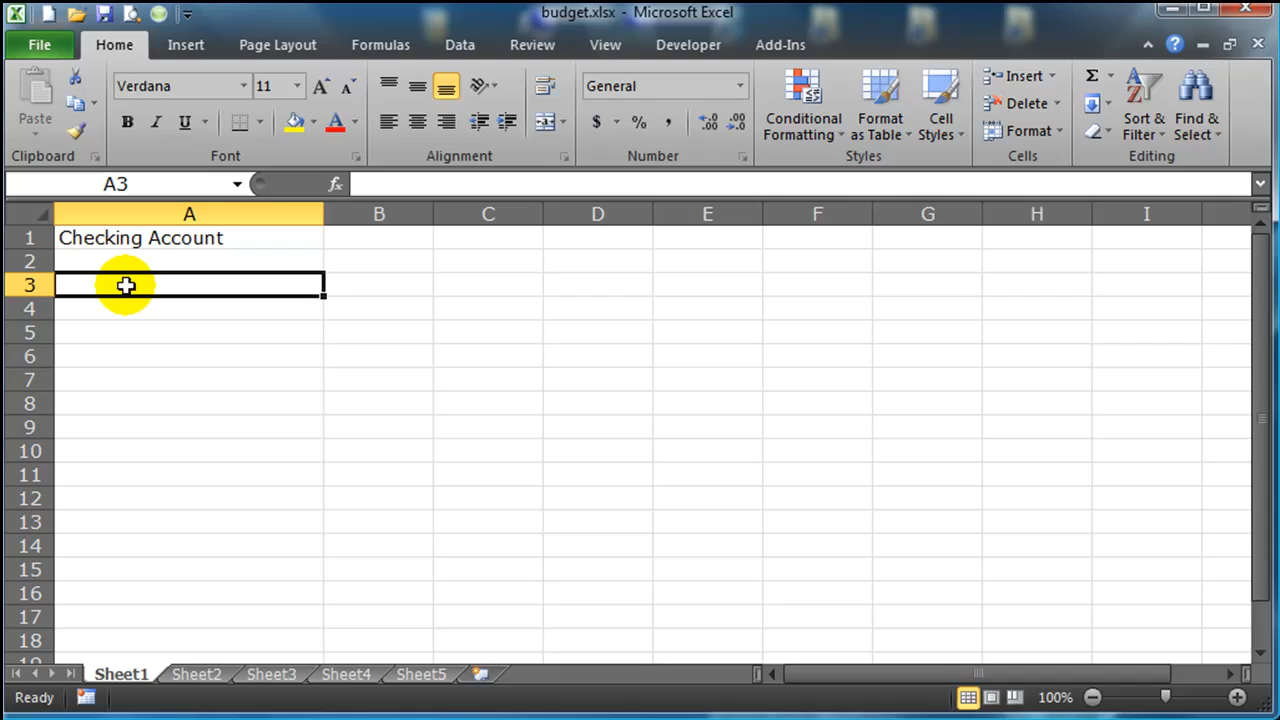 budget.xlsx - Microsoft Excel
File Home Insert Page Layout Formulas Data Review View Developer Add-Ins
Paste
Verdana 11
B I U A
General
$ % ,
Conditional Formatting
Format as Table
Cell Styles
Insert
Delete
Format
Σ
Sort & Filter
Find & Select
Clipboard Font Alignment Number Styles Cells Editing
A3 fx
A B C D E F G H I
1 Checking Account
2
3
4
5
6
7
8
9
10
11
12
13
14
15
16
17
18
19
Sheet1 Sheet2 Sheet3 Sheet4 Sheet5
Ready 100%